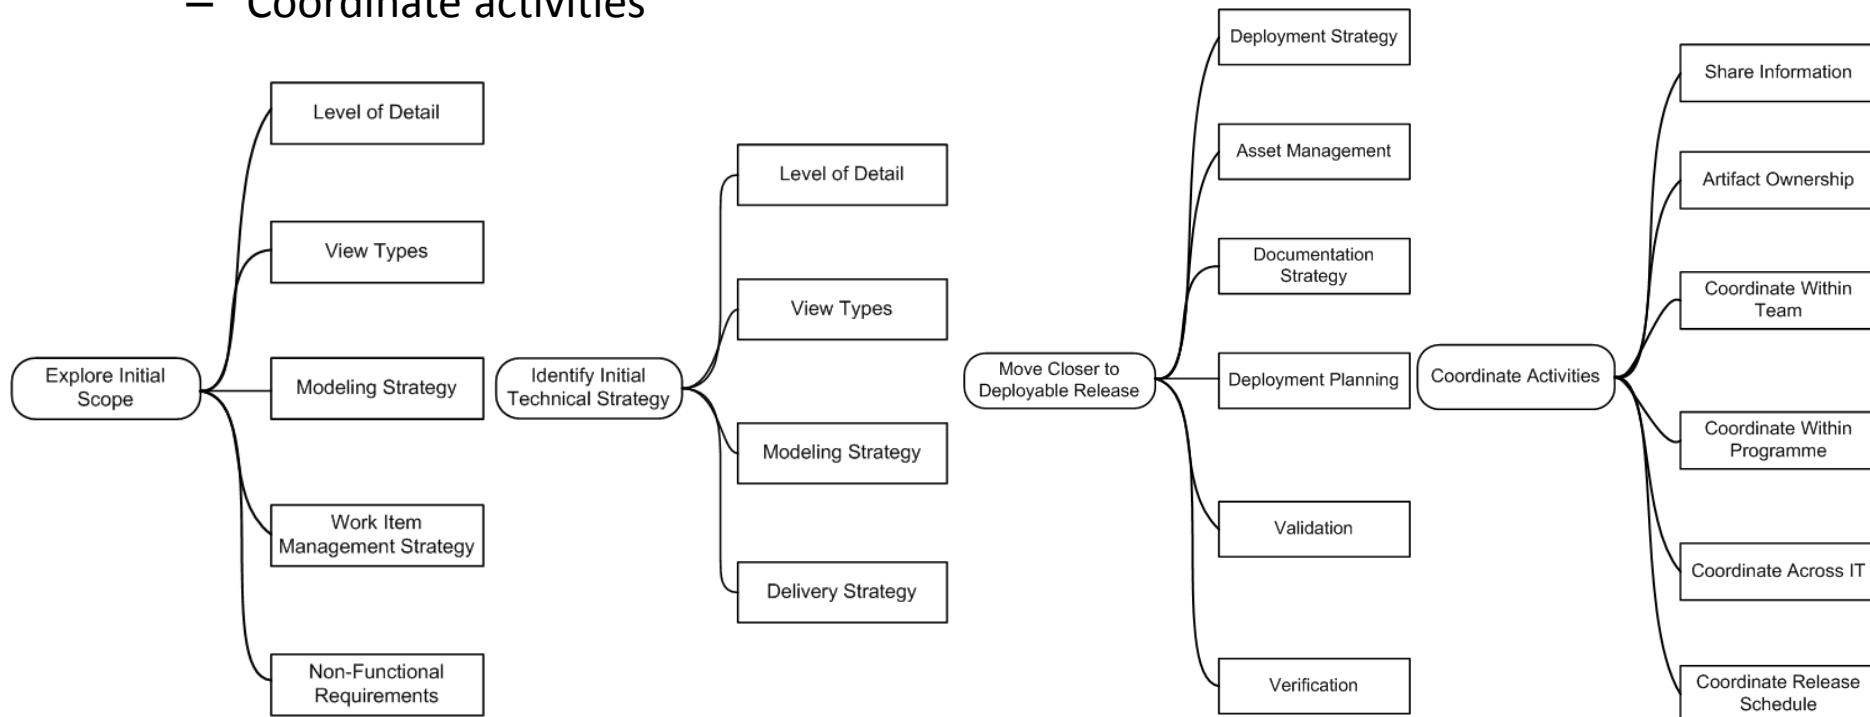 – Coordinate activities
Explore Initial
Scope
Level of Detail
View Types
Modeling Strategy
Work Item
Management Strategy
Non-Functional
Requirements
Identify Initial
Technical Strategy
Level of Detail
View Types
Modeling Strategy
Delivery Strategy
Move Closer to
Deployable Release
Deployment Strategy
Asset Management
Documentation
Strategy
Deployment Planning
Validation
Verification
Coordinate Activities
Share Information
Artifact Ownership
Coordinate Within
Team
Coordinate Within
Programme
Coordinate Across IT
Coordinate Release
Schedule